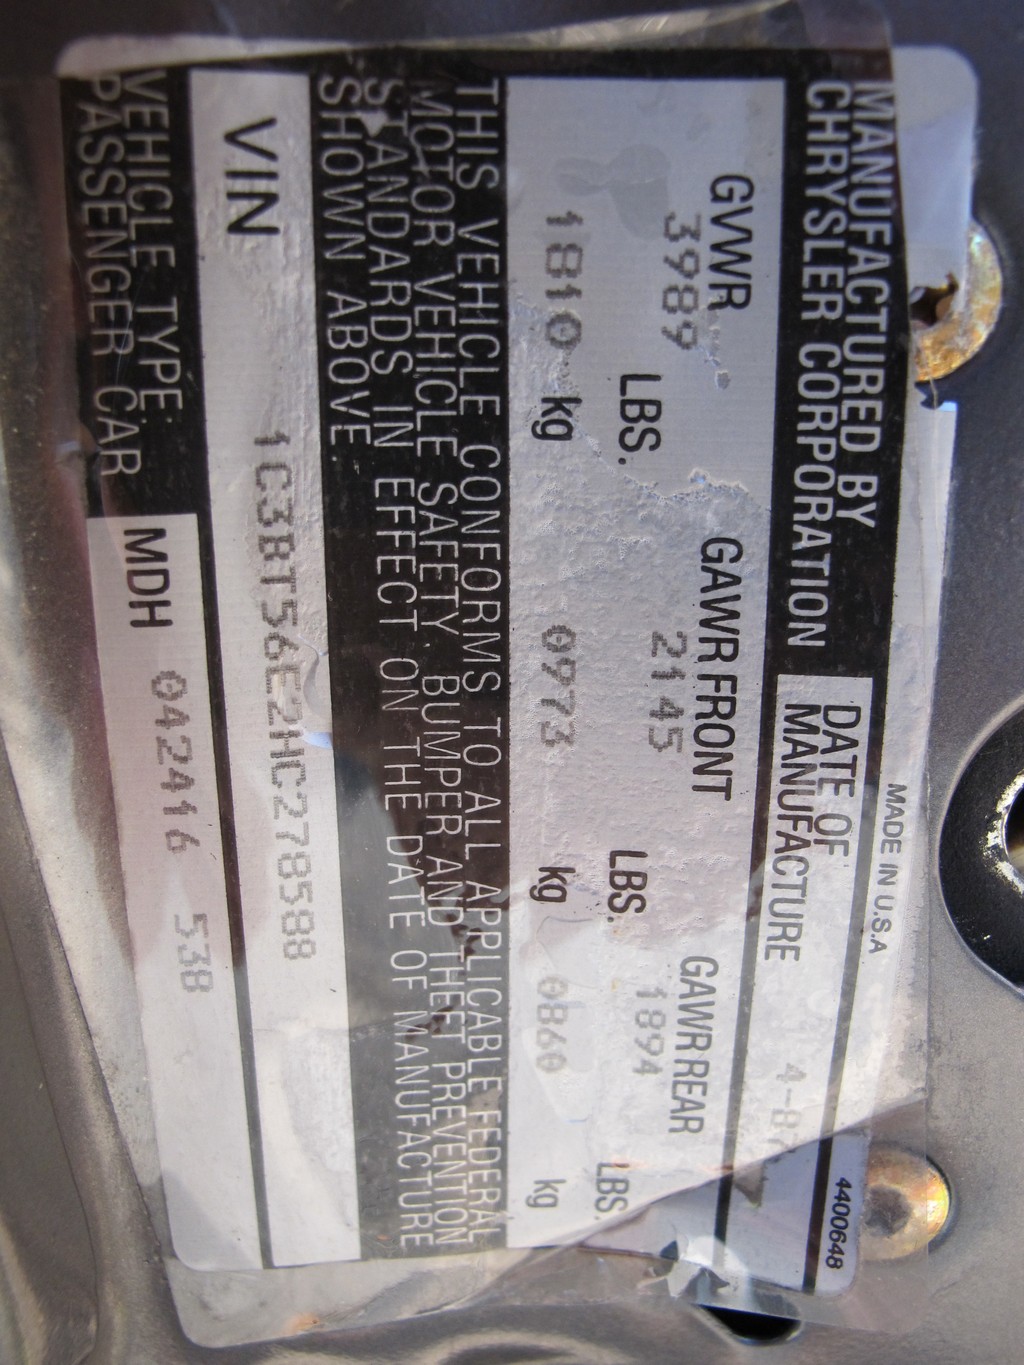 MADE IN U.S.A
MANUFACTURED BY
CHRYSLER CORPORATION
DATE OF
MANUFACTURE
4-87
4400648
GVWR
GAWR FRONT
GAWR REAR
3989 LBS.
2145 LBS.
1894 LBS.
1810 kg
0973 kg
0860 kg
THIS VEHICLE CONFORMS TO ALL APPLICABLE FEDERAL
MOTOR VEHICLE SAFETY, BUMPER AND THEFT PREVENTION
STANDARDS IN EFFECT ON THE DATE OF MANUFACTURE
SHOWN ABOVE.
VIN 1C3BT56E2HC278588
VEHICLE TYPE:
PASSENGER CAR
MDH 042416 538